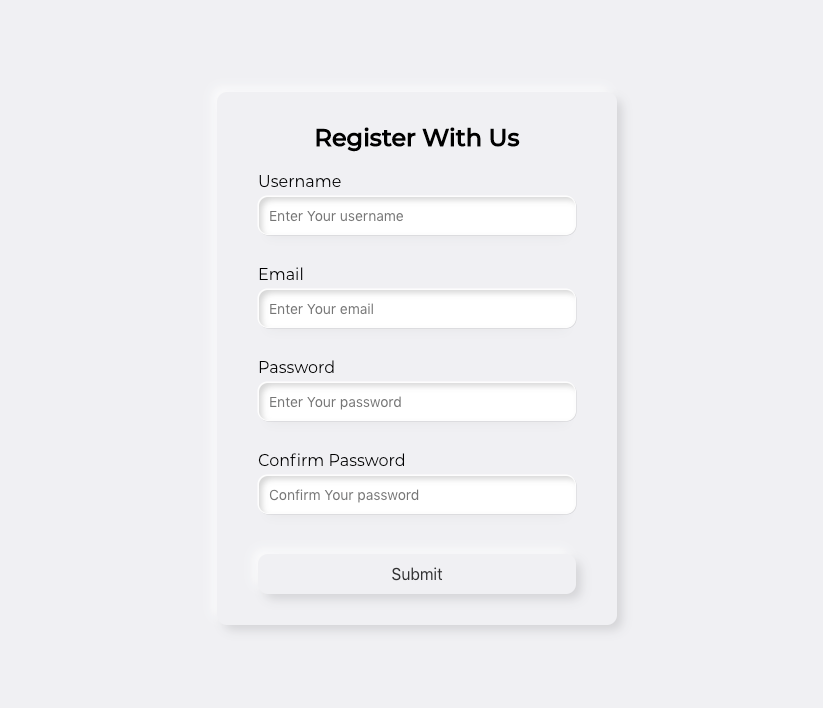 Register With Us
Username
Enter Your username
Email
Enter Your email
Password
Enter Your password
Confirm Password
Confirm Your password
Submit